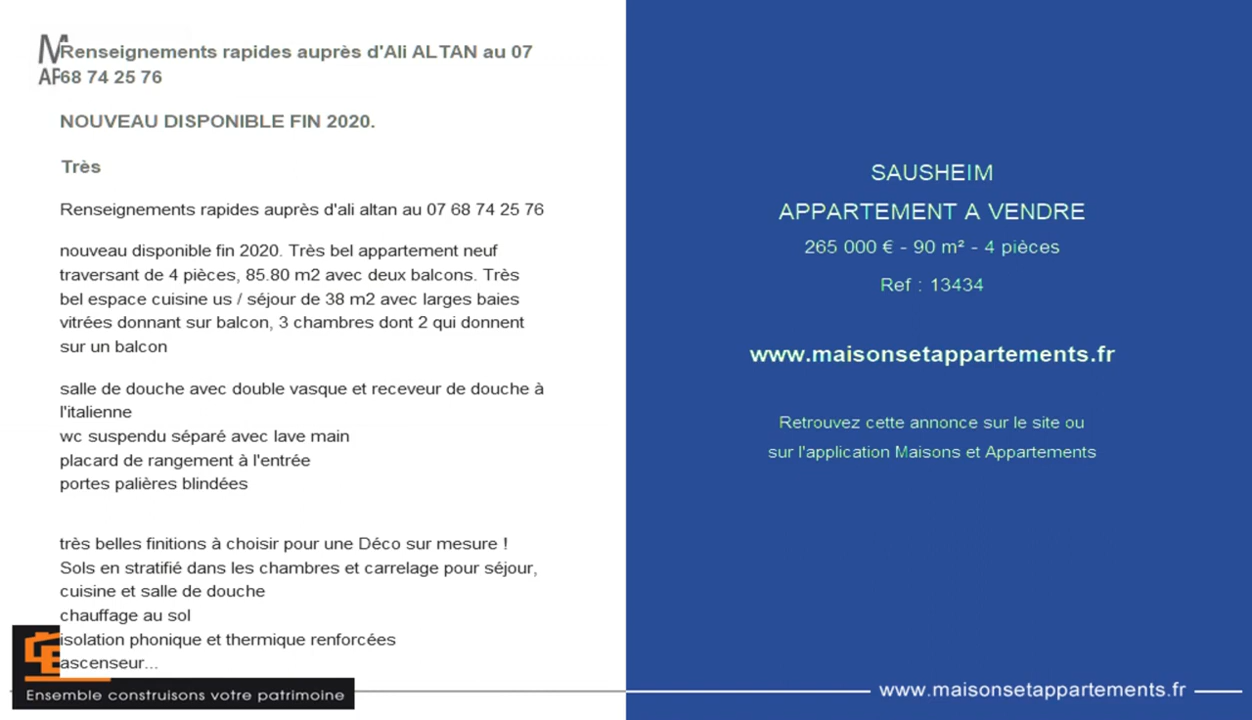 Renseignements rapides auprès d'Ali ALTAN au 07
68 74 25 76
NOUVEAU DISPONIBLE FIN 2020.
Très
Renseignements rapides auprès d'ali altan au 07 68 74 25 76
nouveau disponible fin 2020. Très bel appartement neuf
traversant de 4 pièces, 85.80 m2 avec deux balcons. Très
bel espace cuisine us / séjour de 38 m2 avec larges baies
vitrées donnant sur balcon, 3 chambres dont 2 qui donnent
sur un balcon
salle de douche avec double vasque et receveur de douche à
l'italienne
wc suspendu séparé avec lave main
placard de rangement à l'entrée
portes palières blindées
très belles finitions à choisir pour une Déco sur mesure !
Sols en stratifié dans les chambres et carrelage pour séjour,
cuisine et salle de douche
chauffage au sol
isolation phonique et thermique renforcées
ascenseur...
Ensemble construisons votre patrimoine
SAUSHEIM
APPARTEMENT A VENDRE
265 000 € - 90 m² - 4 pièces
Ref : 13434
www.maisonsetappartements.fr
Retrouvez cette annonce sur le site ou
sur l'application Maisons et Appartements
www.maisonsetappartements.fr